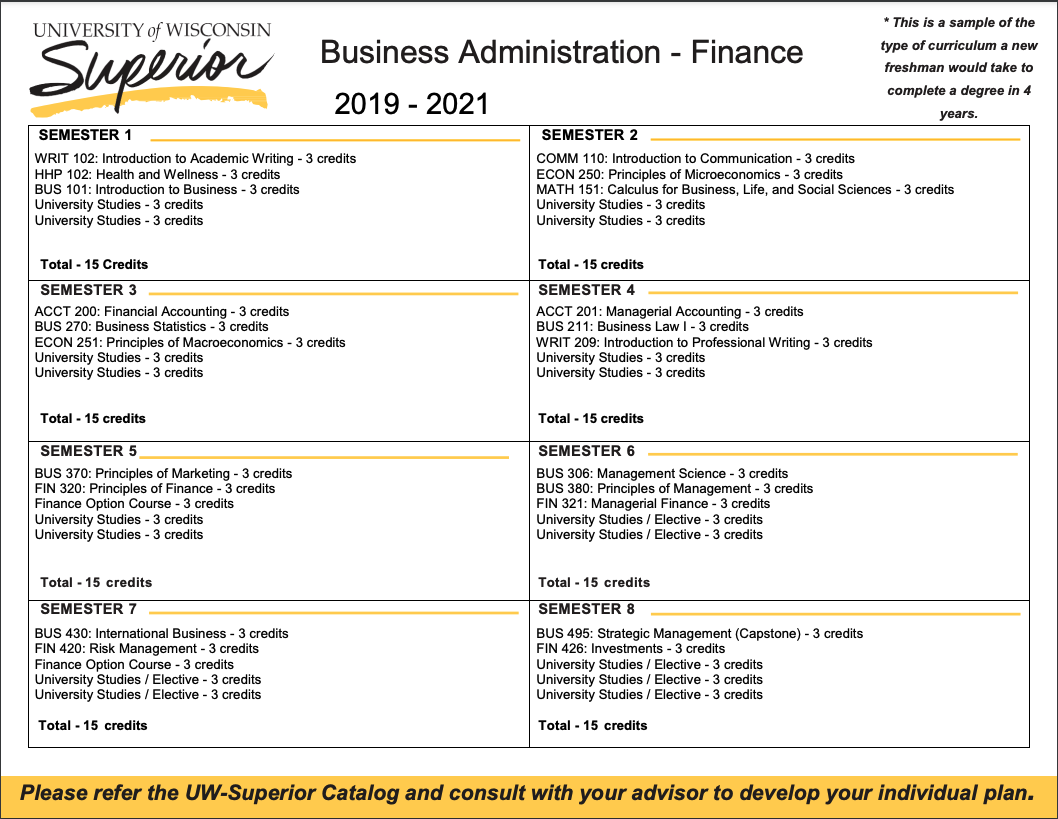 UNIVERSITY of WISCONSIN
Superior
Business Administration - Finance
2019 - 2021
* This is a sample of the
type of curriculum a new
freshman would take to
complete a degree in 4
years.
SEMESTER 1
WRIT 102: Introduction to Academic Writing - 3 credits
HHP 102: Health and Wellness - 3 credits
BUS 101: Introduction to Business - 3 credits
University Studies - 3 credits
University Studies - 3 credits
Total - 15 Credits
SEMESTER 2
COMM 110: Introduction to Communication - 3 credits
ECON 250: Principles of Microeconomics - 3 credits
MATH 151: Calculus for Business, Life, and Social Sciences - 3 credits
University Studies - 3 credits
University Studies - 3 credits
Total - 15 credits
SEMESTER 3
ACCT 200: Financial Accounting - 3 credits
BUS 270: Business Statistics - 3 credits
ECON 251: Principles of Macroeconomics - 3 credits
University Studies - 3 credits
University Studies - 3 credits
Total - 15 credits
SEMESTER 4
ACCT 201: Managerial Accounting - 3 credits
BUS 211: Business Law I - 3 credits
WRIT 209: Introduction to Professional Writing - 3 credits
University Studies - 3 credits
University Studies - 3 credits
Total - 15 credits
SEMESTER 5
BUS 370: Principles of Marketing - 3 credits
FIN 320: Principles of Finance - 3 credits
Finance Option Course - 3 credits
University Studies - 3 credits
University Studies - 3 credits
Total - 15 credits
SEMESTER 6
BUS 306: Management Science - 3 credits
BUS 380: Principles of Management - 3 credits
FIN 321: Managerial Finance - 3 credits
University Studies / Elective - 3 credits
University Studies / Elective - 3 credits
Total - 15 credits
SEMESTER 7
BUS 430: International Business - 3 credits
FIN 420: Risk Management - 3 credits
Finance Option Course - 3 credits
University Studies / Elective - 3 credits
University Studies / Elective - 3 credits
Total - 15 credits
SEMESTER 8
BUS 495: Strategic Management (Capstone) - 3 credits
FIN 426: Investments - 3 credits
University Studies / Elective - 3 credits
University Studies / Elective - 3 credits
University Studies / Elective - 3 credits
Total - 15 credits
Please refer the UW-Superior Catalog and consult with your advisor to develop your individual plan.